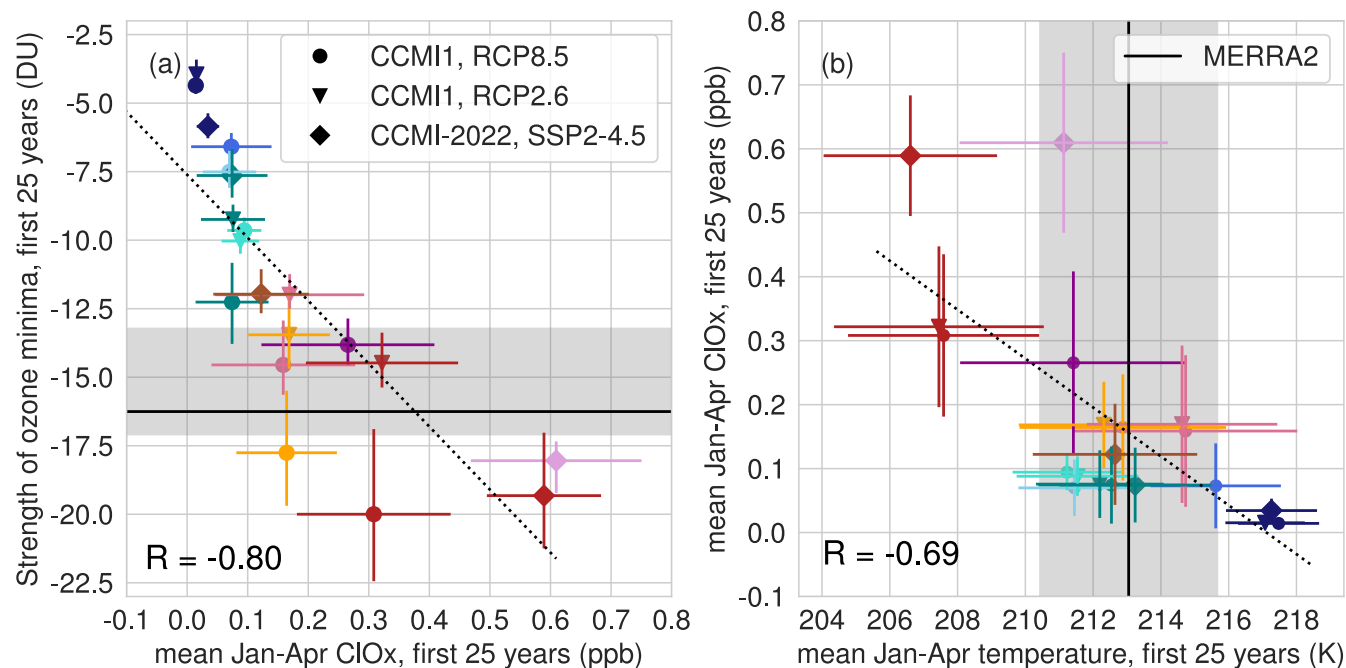 Strength of ozone minima, first 25 years (DU)
-2.5
-5.0
-7.5
-10.0
-12.5
-15.0
-17.5
-20.0
-22.5
(a)
CCMI1, RCP8.5
CCMI1, RCP2.6
CCMI-2022, SSP2-4.5
R = -0.80
-0.1 0.0 0.1 0.2 0.3 0.4 0.5 0.6 0.7 0.8
mean Jan-Apr ClOx, first 25 years (ppb)
mean Jan-Apr ClOx, first 25 years (ppb)
0.8
0.7
0.6
0.5
0.4
0.3
0.2
0.1
0.0
-0.1
(b)
MERRA2
R = -0.69
204 206 208 210 212 214 216 218
mean Jan-Apr temperature, first 25 years (K)